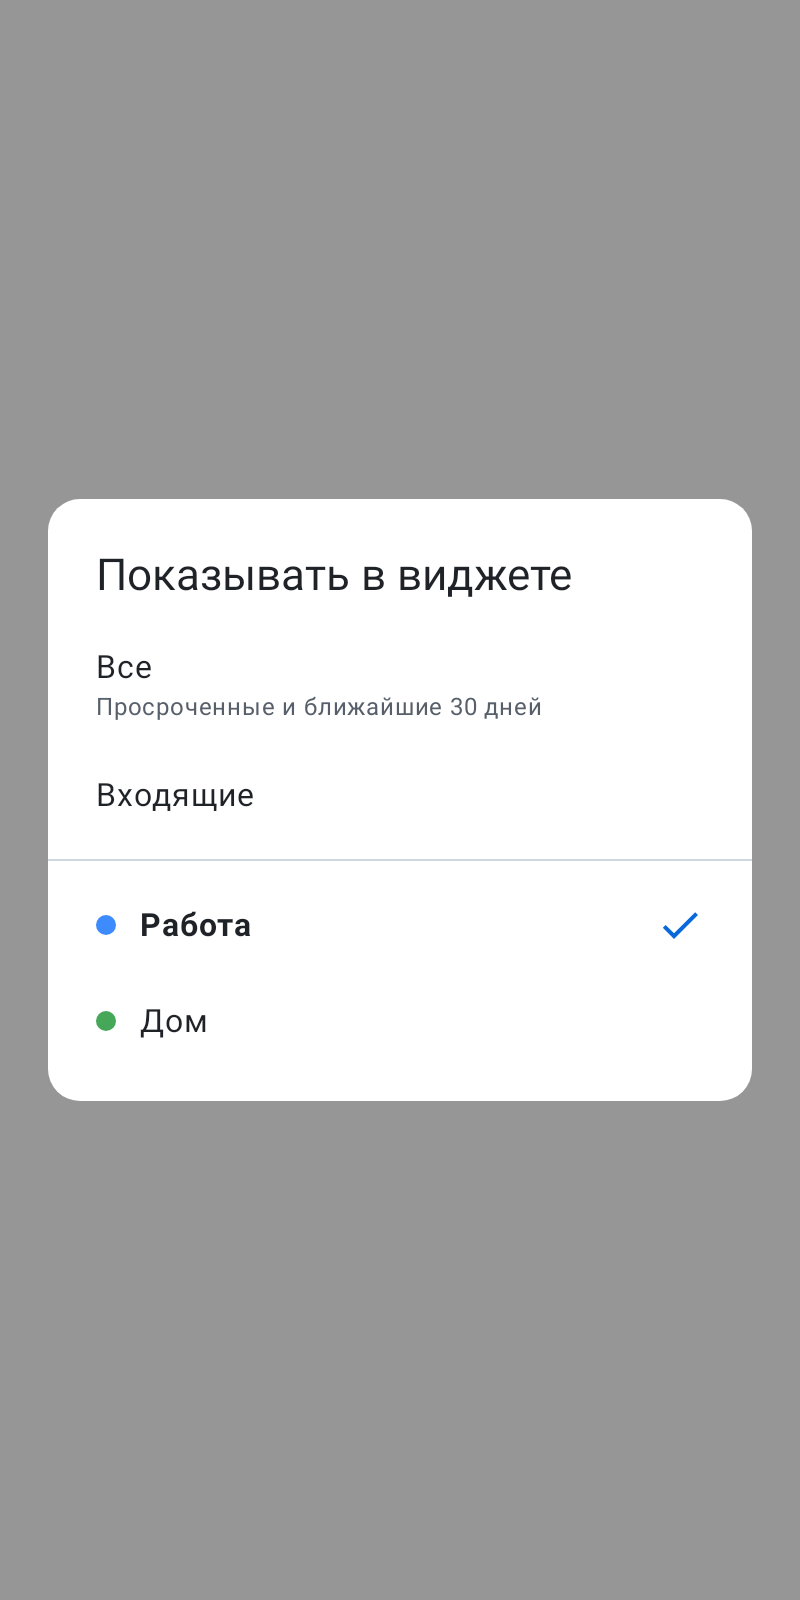 Показывать в виджете
Все
Просроченные и ближайшие 30 дней
Входящие
Работа
Дом